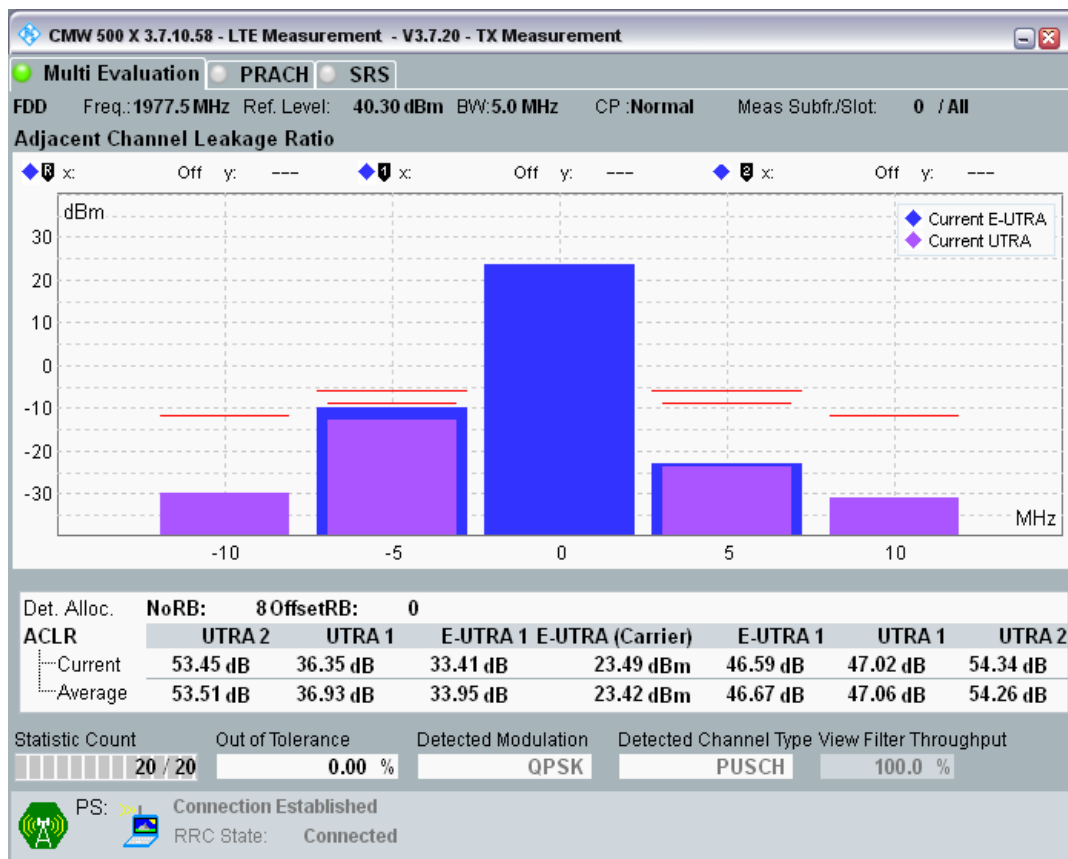 CMW 500 X 3.7.10.58 - LTE Measurement - V3.7.20 - TX Measurement
Multi Evaluation PRACH SRS
FDD Freq.:1977.5 MHz Ref. Level: 40.30 dBm BW:5.0 MHz CP :Normal Meas Subfr./Slot: 0 / All
Adjacent Channel Leakage Ratio
R x: Off y: --- 1 x: Off y: --- 2 x: Off y: ---
dBm
Current E-UTRA
Current UTRA
30
20
10
0
-10
-20
-30
MHz
-10 -5 0 5 10
Det. Alloc. NoRB: 8 OffsetRB: 0
ACLR UTRA 2 UTRA 1 E-UTRA 1 E-UTRA (Carrier) E-UTRA 1 UTRA 1 UTRA 2
Current 53.45 dB 36.35 dB 33.41 dB 23.49 dBm 46.59 dB 47.02 dB 54.34 dB
Average 53.51 dB 36.93 dB 33.95 dB 23.42 dBm 46.67 dB 47.06 dB 54.26 dB
Statistic Count Out of Tolerance Detected Modulation Detected Channel Type View Filter Throughput
20 / 20 0.00 % QPSK PUSCH 100.0 %
PS: Connection Established
RRC State: Connected